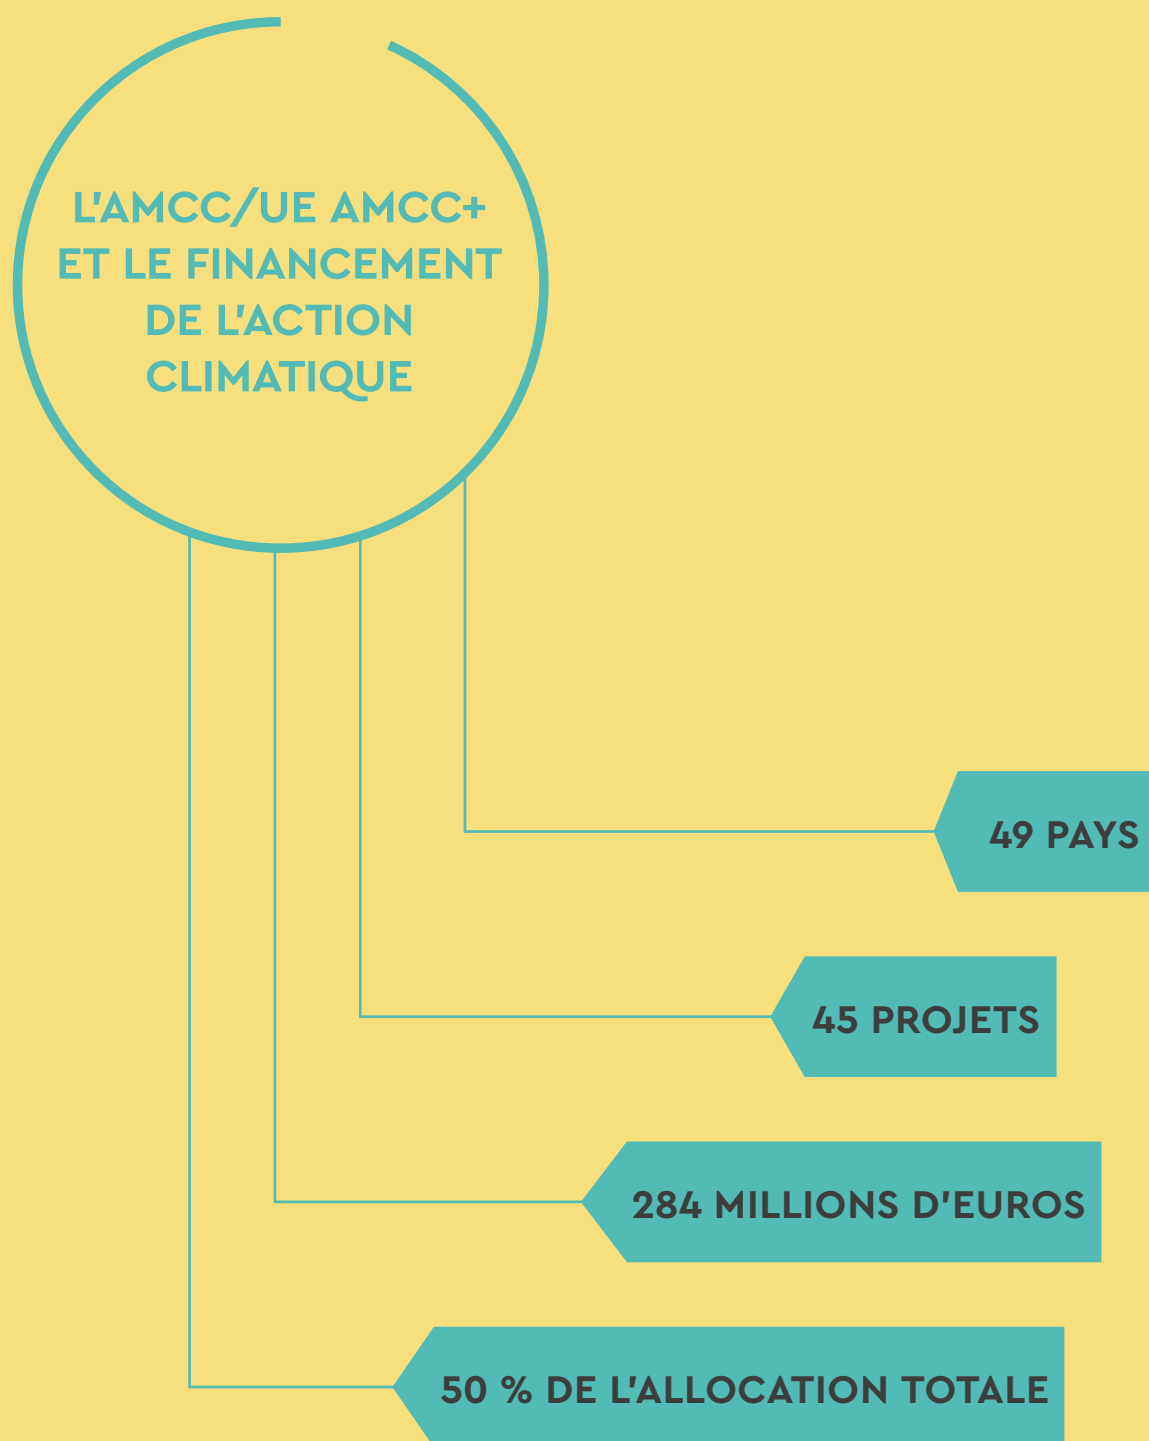 L'AMCC/UE AMCC+
ET LE FINANCEMENT
DE L'ACTION
CLIMATIQUE
49 PAYS
45 PROJETS
284 MILLIONS D'EUROS
50 % DE L'ALLOCATION TOTALE